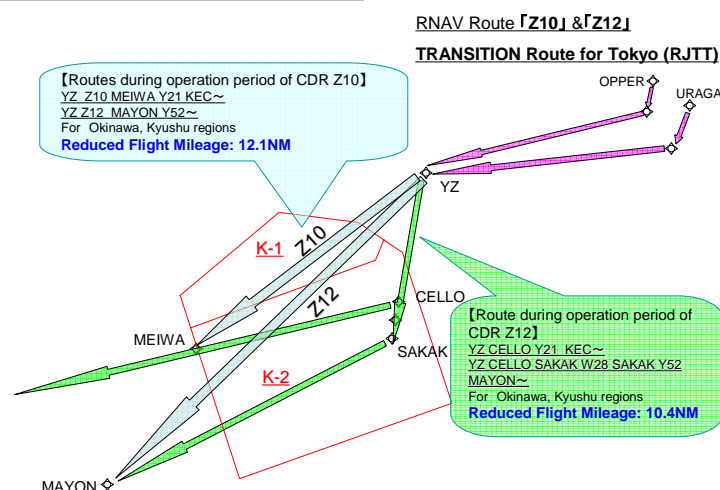 RNAV Route「Z10」&「Z12」
TRANSITION Route for Tokyo (RJTT)
【Routes during operation period of CDR Z10】
YZ Z10 MEIWA Y21 KEC～
YZ Z12 MAYON Y52～
For Okinawa, Kyushu regions
Reduced Flight Mileage: 12.1NM
OPPER
URAGA
YZ
K-1
Z10
Z12
CELLO
MEIWA
SAKAK
K-2
【Route during operation period of
CDR Z12】
YZ CELLO Y21 KEC～
YZ CELLO SAKAK W28 SAKAK Y52
MAYON～
For Okinawa, Kyushu regions
Reduced Flight Mileage: 10.4NM
MAYON